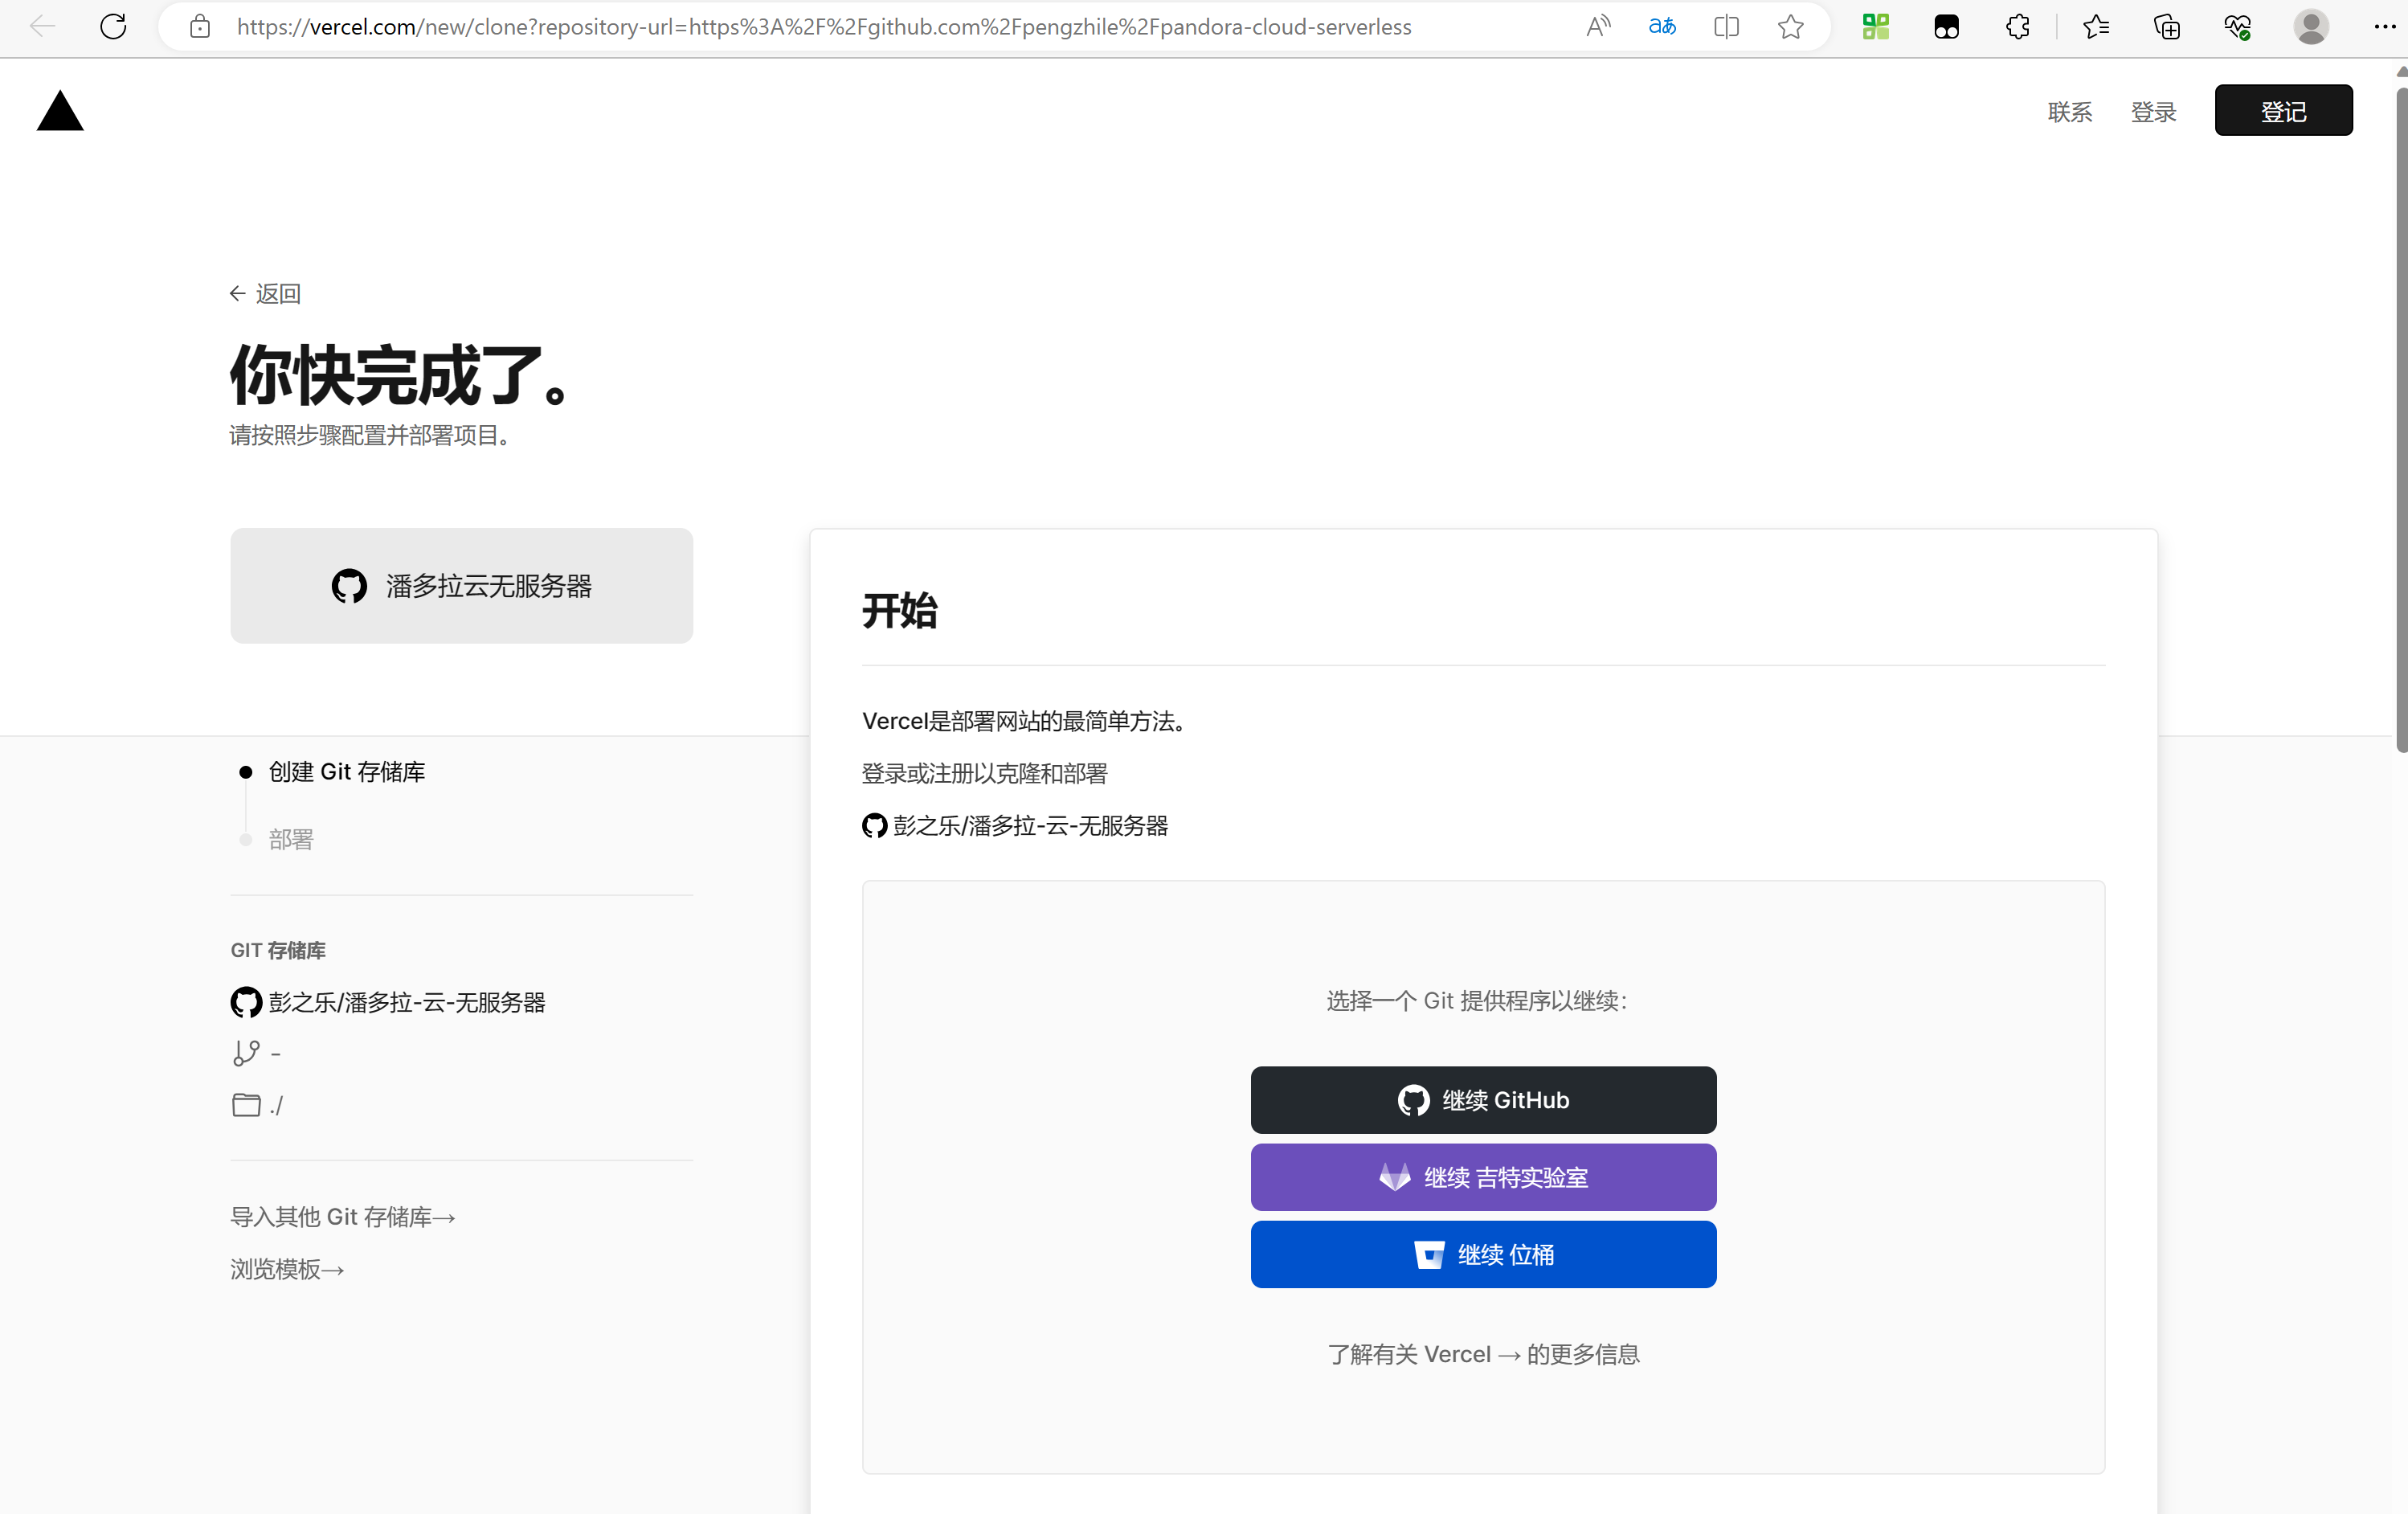 https://vercel.com/new/clone?repository-url=https%3A%2F%2Fgithub.com%2Fpengzhile%2Fpandora-cloud-serverless
联系
登录
登记
← 返回
你快完成了。
请按照步骤配置并部署项目。
潘多拉云无服务器
创建 Git 存储库
部署
GIT 存储库
彭之乐/潘多拉-云-无服务器
-
./
导入其他 Git 存储库→
浏览模板→
开始
Vercel是部署网站的最简单方法。
登录或注册以克隆和部署
彭之乐/潘多拉-云-无服务器
选择一个 Git 提供程序以继续：
继续 GitHub
继续 吉特实验室
继续 位桶
了解有关 Vercel → 的更多信息